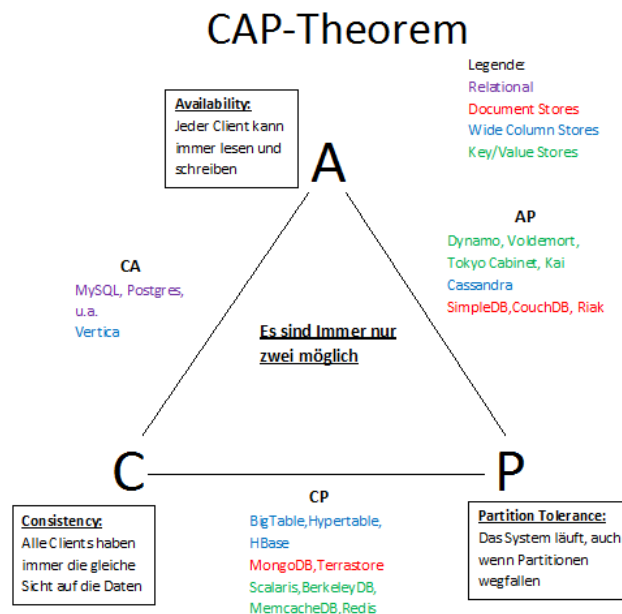 CAP-Theorem
Legende:
Relational
Document Stores
Wide Column Stores
Key/Value Stores
Availability:
Jeder Client kann
immer lesen und
schreiben
A
AP
Dynamo, Voldemort,
Tokyo Cabinet, Kai
Cassandra
SimpleDB,CouchDB, Riak
CA
MySQL, Postgres,
u.a.
Vertica
Es sind Immer nur
zwei möglich
C
P
CP
BigTable,Hypertable,
HBase
MongoDB,Terrastore
Scalaris,BerkeleyDB,
MemcacheDB,Redis
Consistency:
Alle Clients haben
immer die gleiche
Sicht auf die Daten
Partition Tolerance:
Das System läuft, auch
wenn Partitionen
wegfallen